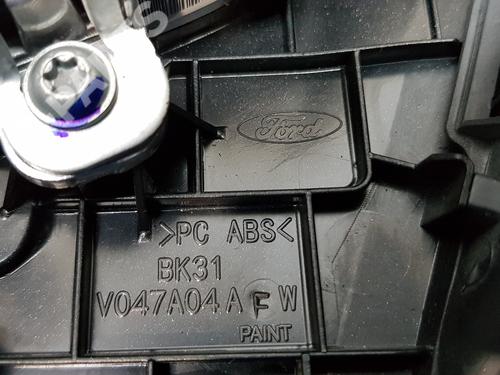 Ford
>PC ABS<
BK31
V047A04AFW
PAINT